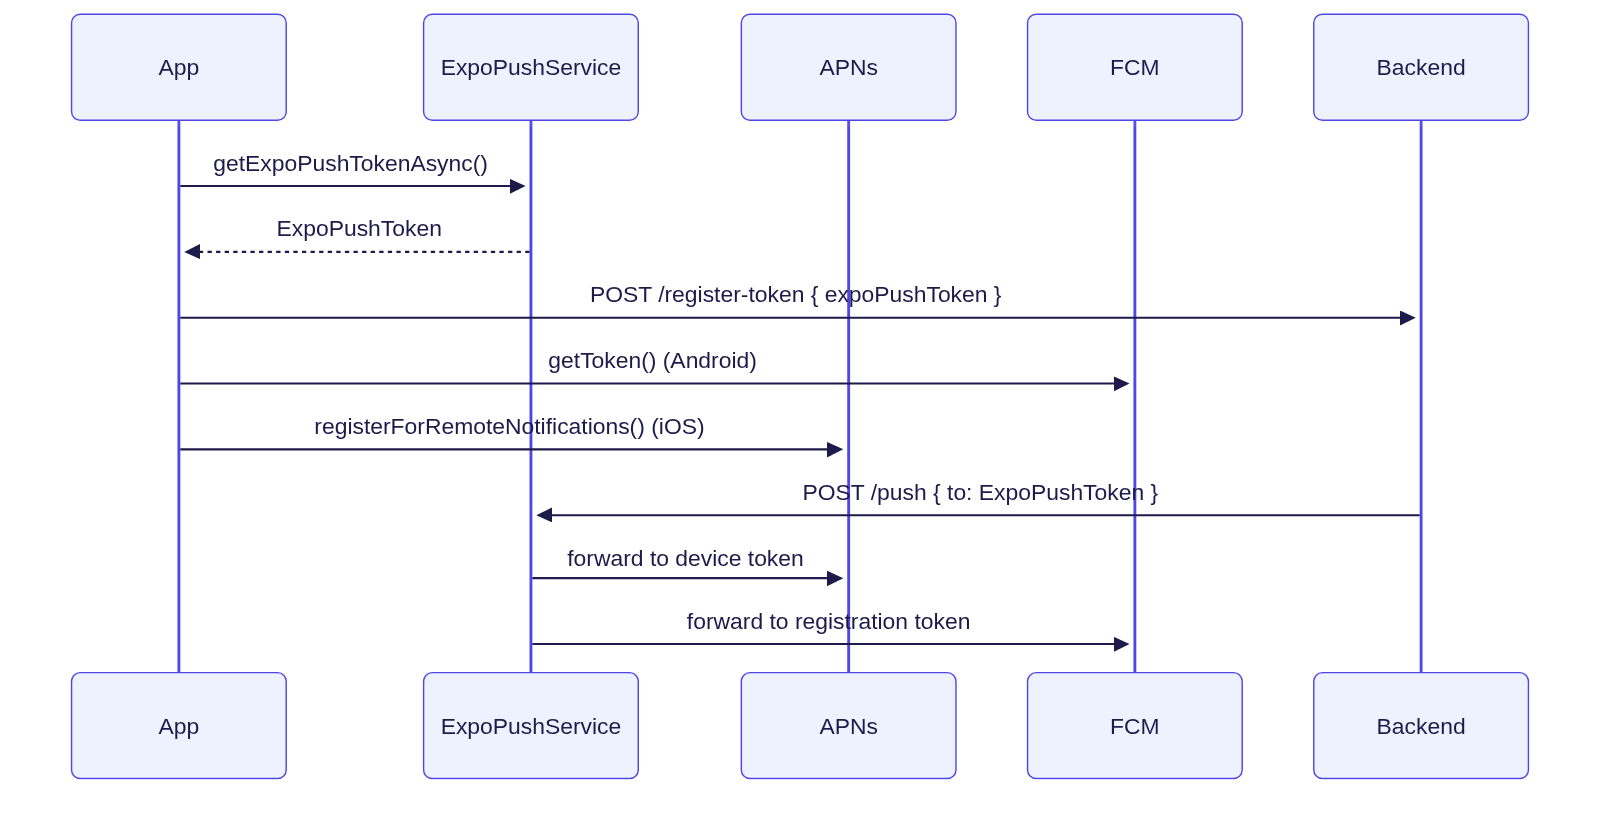 App
ExpoPushService
APNs
FCM
Backend
getExpoPushTokenAsync()
ExpoPushToken
POST /register-token { expoPushToken }
getToken() (Android)
registerForRemoteNotifications() (iOS)
POST /push { to: ExpoPushToken }
forward to device token
forward to registration token
App
ExpoPushService
APNs
FCM
Backend